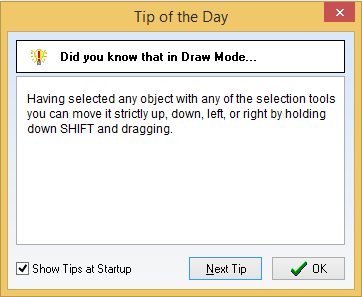 Tip of the Day
Did you know that in Draw Mode...
Having selected any object with any of the selection tools
you can move it strictly up, down, left, or right by holding
down SHIFT and dragging.
Show Tips at Startup
Next Tip
OK